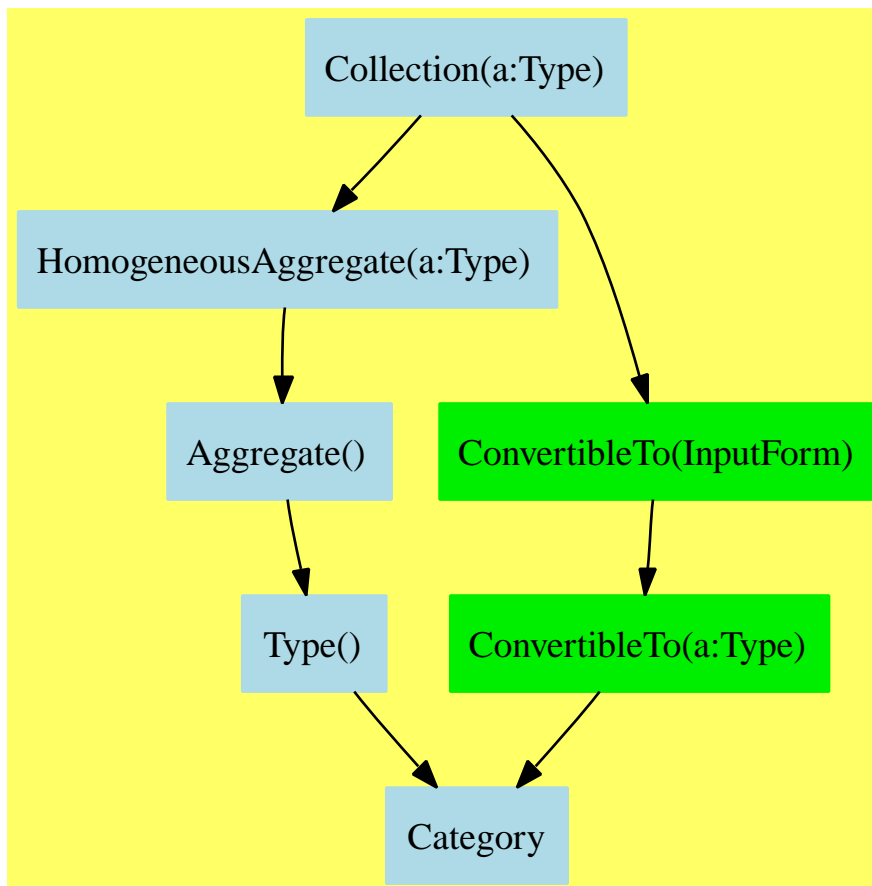 Collection(a:Type)
HomogeneousAggregate(a:Type)
Aggregate()
ConvertibleTo(InputForm)
Type()
ConvertibleTo(a:Type)
Category